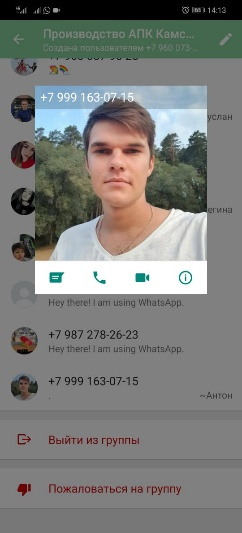 14:13
Производство АПК Камс...
Создана пользователем +7 960 073-...
+7 999 163-07-15
Hey there! I am using WhatsApp.
+7 987 278-26-23
Hey there! I am using WhatsApp.
+7 999 163-07-15
. ~Антон
Выйти из группы
Пожаловаться на группу